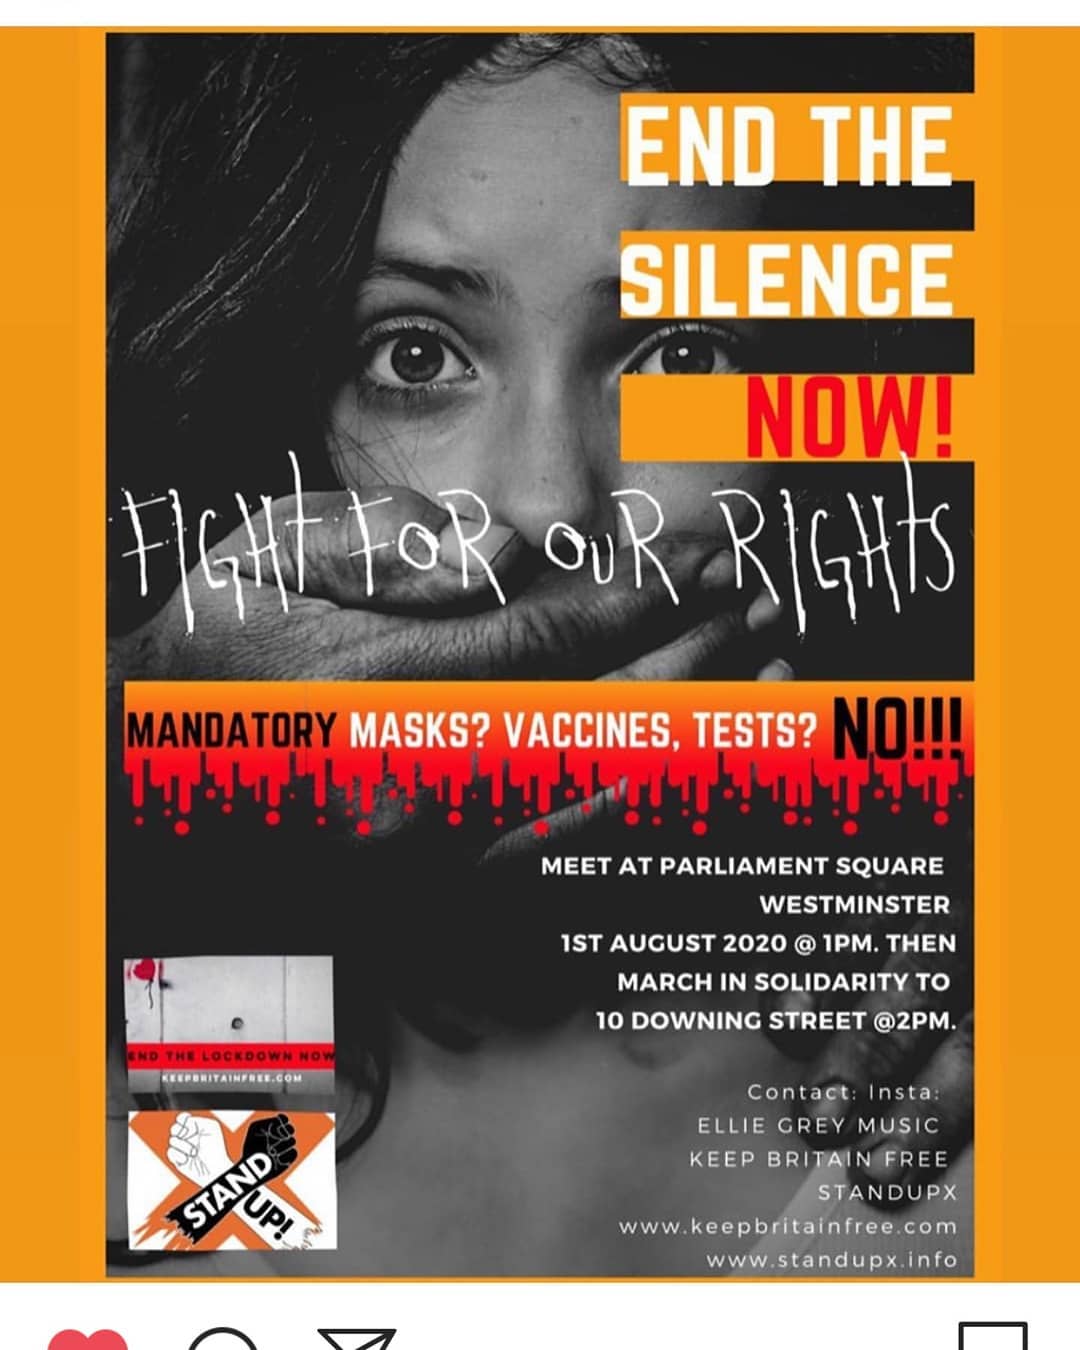 END THE
SILENCE
NOW!
FIGHT FOR OUR RIGHTS
MANDATORY MASKS? VACCINES, TESTS? NO!!!
MEET AT PARLIAMENT SQUARE
WESTMINSTER
1ST AUGUST 2020 @ 1PM. THEN
MARCH IN SOLIDARITY TO
10 DOWNING STREET @2PM.
END THE LOCKDOWN NOW
KEEPBRITAINFREE.COM
STAND
UP!
Contact: Insta:
ELLIE GREY MUSIC
KEEP BRITAIN FREE
STANDUPX
www.keepbritainfree.com
www.standupx.info